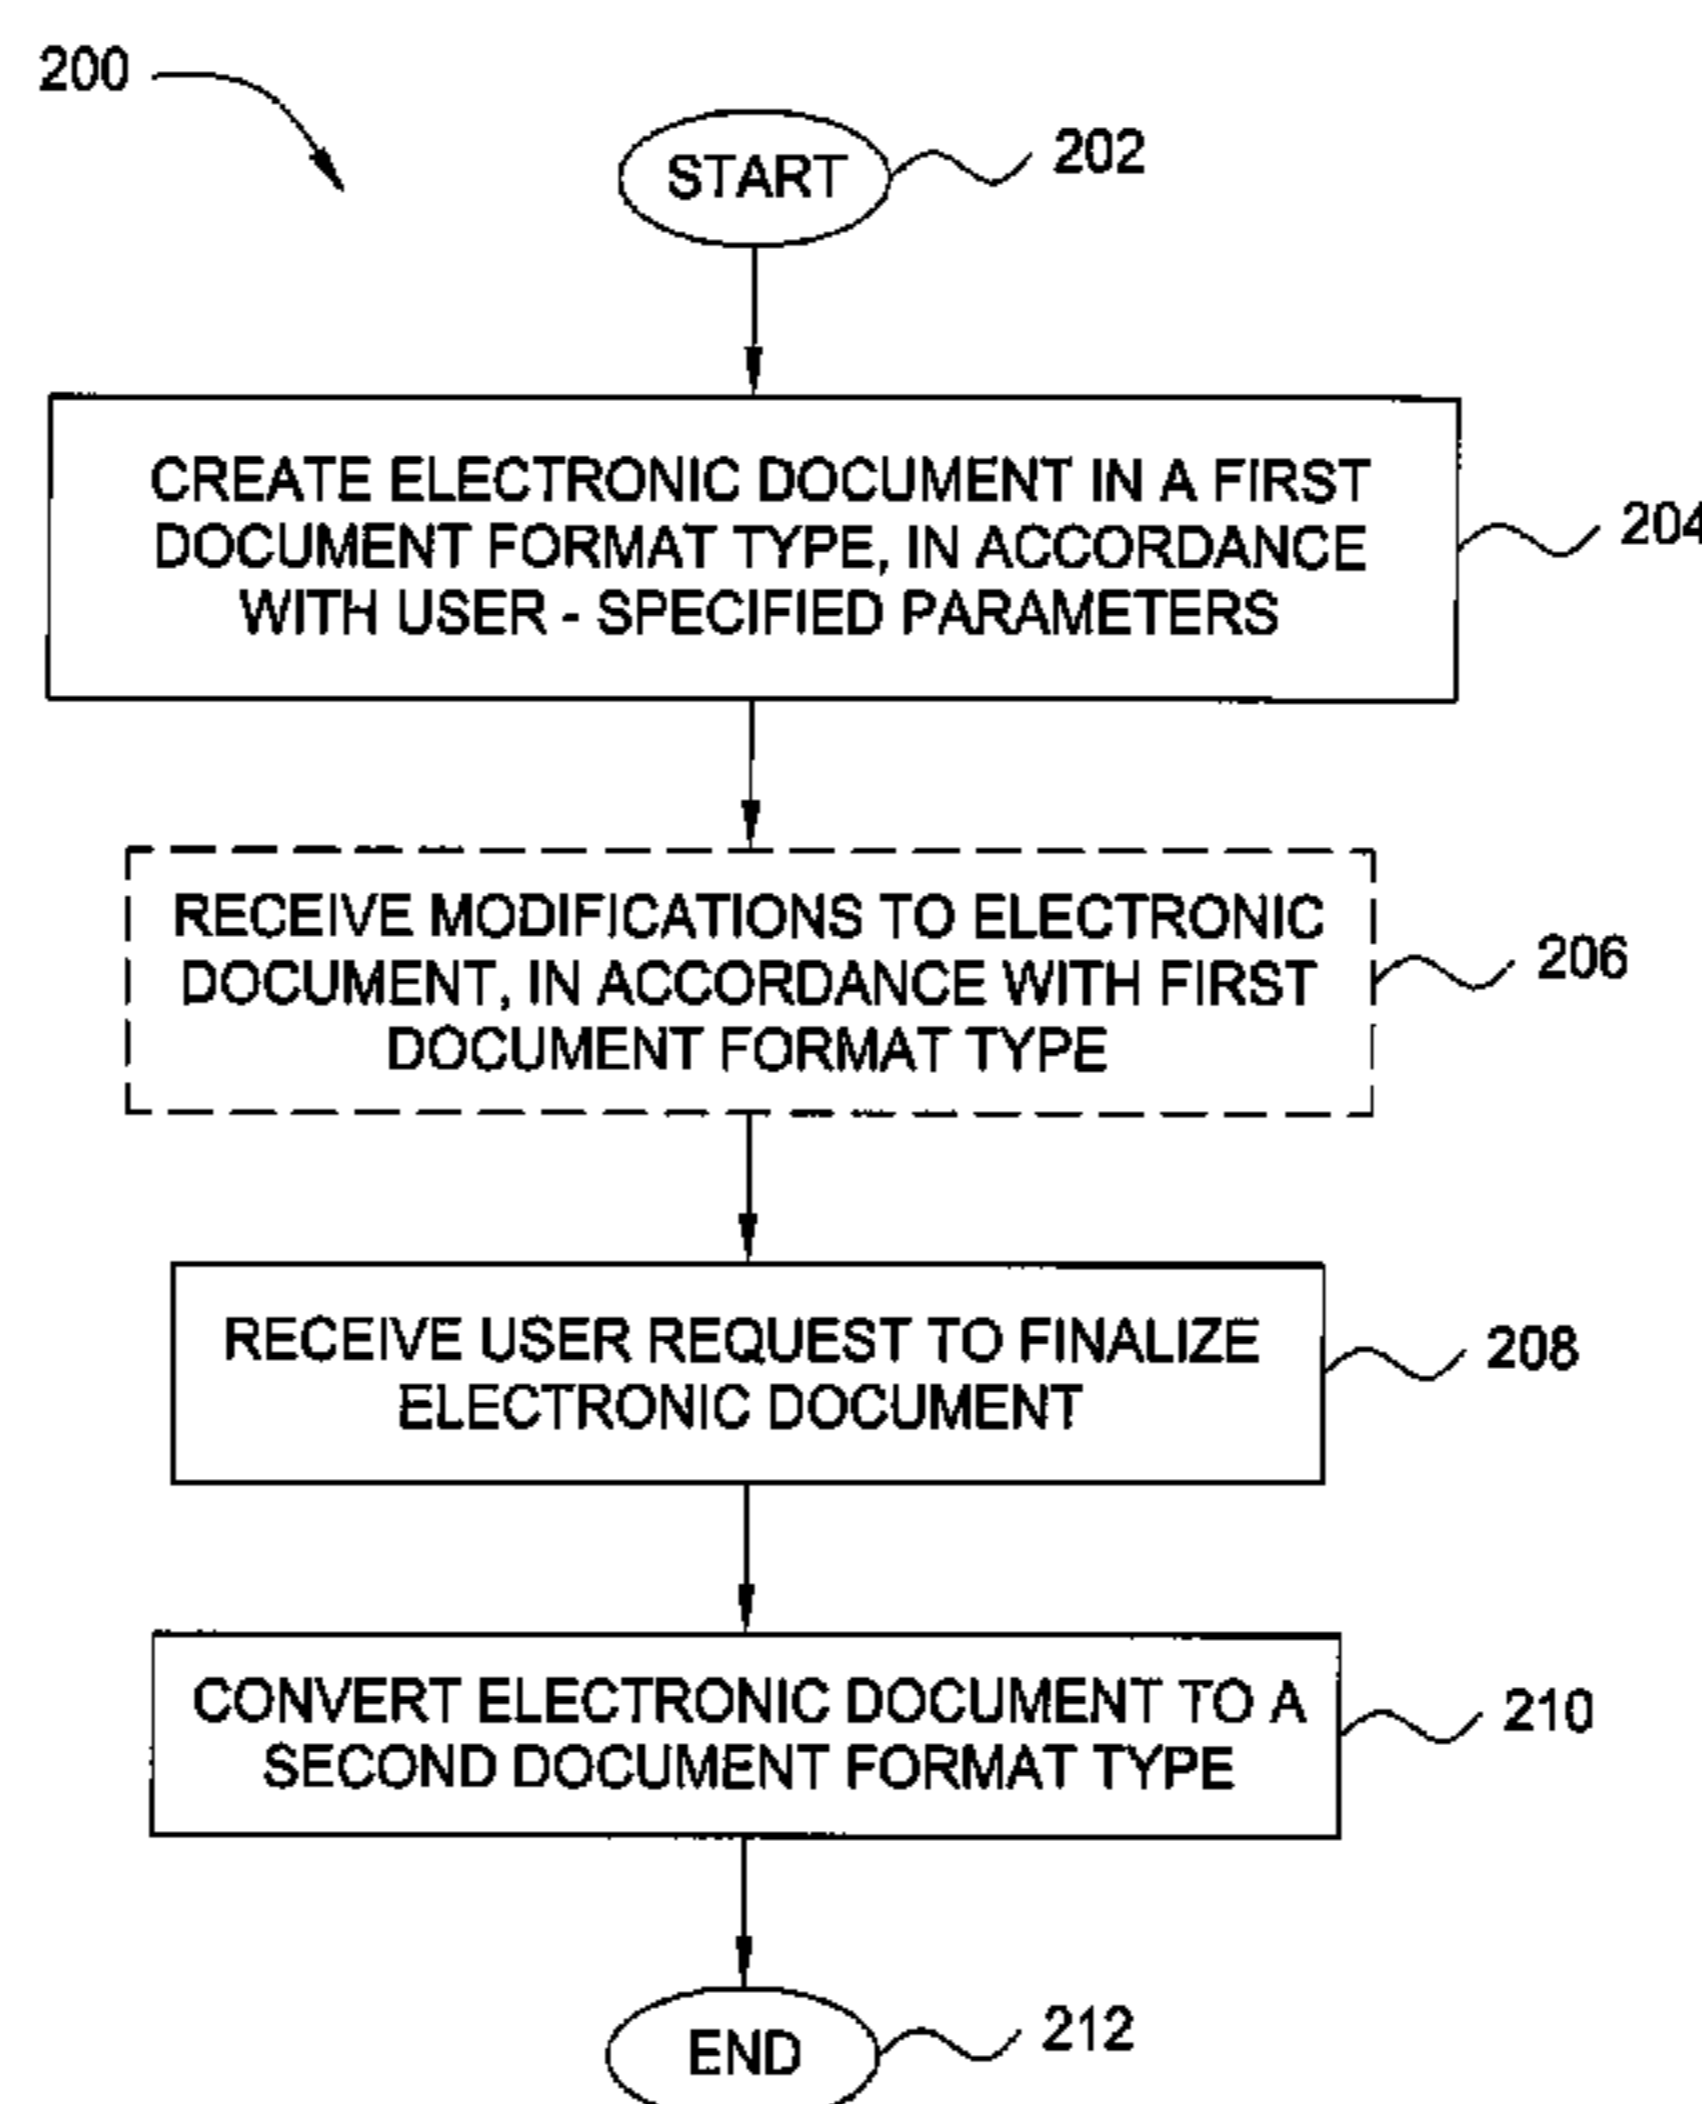 200
START
202
CREATE ELECTRONIC DOCUMENT IN A FIRST
DOCUMENT FORMAT TYPE, IN ACCORDANCE
WITH USER - SPECIFIED PARAMETERS
204
RECEIVE MODIFICATIONS TO ELECTRONIC
DOCUMENT, IN ACCORDANCE WITH FIRST
DOCUMENT FORMAT TYPE
206
RECEIVE USER REQUEST TO FINALIZE
ELECTRONIC DOCUMENT
208
CONVERT ELECTRONIC DOCUMENT TO A
SECOND DOCUMENT FORMAT TYPE
210
END
212